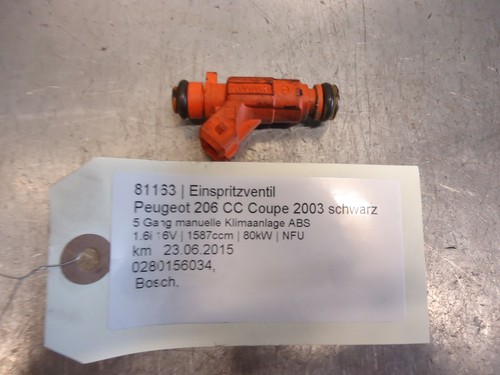 81163 | Einspritzventil
Peugeot 206 CC Coupe 2003 schwarz
5 Gang manuelle Klimaanlage ABS
1.6i 16V | 1587ccm | 80kW | NFU
km 23.06.2015
0280156034,
Bosch,